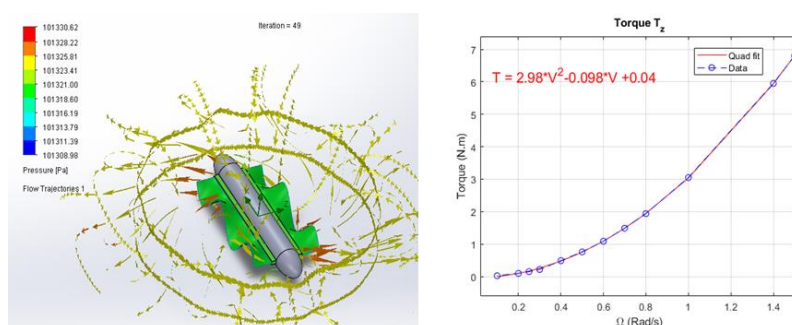 Iteration = 49
101330.62
101328.22
101325.81
101323.41
101321.00
101318.60
101316.19
101313.79
101311.39
101308.98
Pressure [Pa]
Flow Trajectories 1
Torque T_z
7
6
5
4
3
2
1
0
Torque (N.m)
T = 2.98*V^2-0.098*V +0.04
Quad fit
Data
0.2 0.4 0.6 0.8 1 1.2 1.4
Ω (Rad/s)